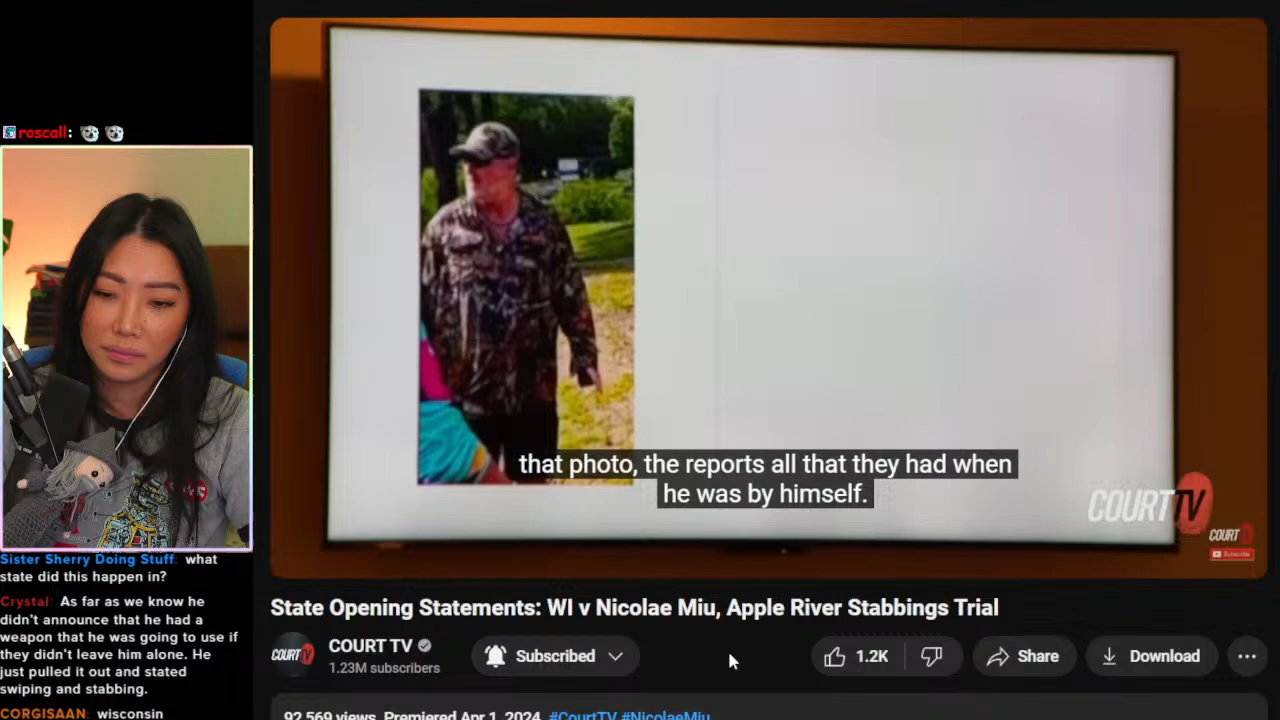 roscall:
that photo, the reports all that they had when
he was by himself.
COURT TV
COURT
Subscribe
Sister Sherry Doing Stuff: what
state did this happen in?
Crystal: As far as we know he
didn't announce that he had a
weapon that he was going to use if
they didn't leave him alone. He
just pulled it out and stated
swiping and stabbing.
CORGISAAN: wisconsin
State Opening Statements: WI v Nicolae Miu, Apple River Stabbings Trial
COURT TV
COURT TV
1.23M subscribers
Subscribed
1.2K
Share
Download
92,569 views Premiered Apr 1, 2024 #CourtTV #NicolaeMiu